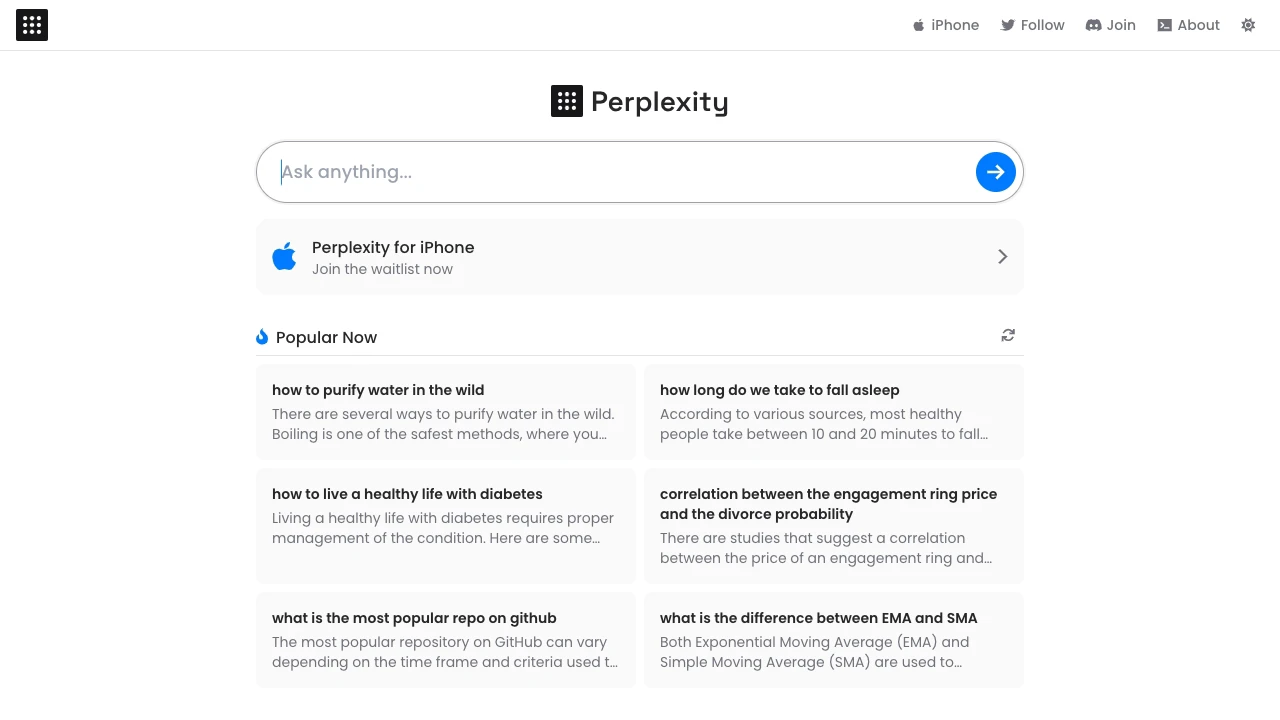 iPhone
Follow
Join
About
Perplexity
Ask anything...
Perplexity for iPhone
Join the waitlist now
Popular Now
how to purify water in the wild
There are several ways to purify water in the wild.
Boiling is one of the safest methods, where you…
how long do we take to fall asleep
According to various sources, most healthy
people take between 10 and 20 minutes to fall…
how to live a healthy life with diabetes
Living a healthy life with diabetes requires proper
management of the condition. Here are some…
correlation between the engagement ring price
and the divorce probability
There are studies that suggest a correlation
between the price of an engagement ring and…
what is the most popular repo on github
The most popular repository on GitHub can vary
depending on the time frame and criteria used t…
what is the difference between EMA and SMA
Both Exponential Moving Average (EMA) and
Simple Moving Average (SMA) are used to…